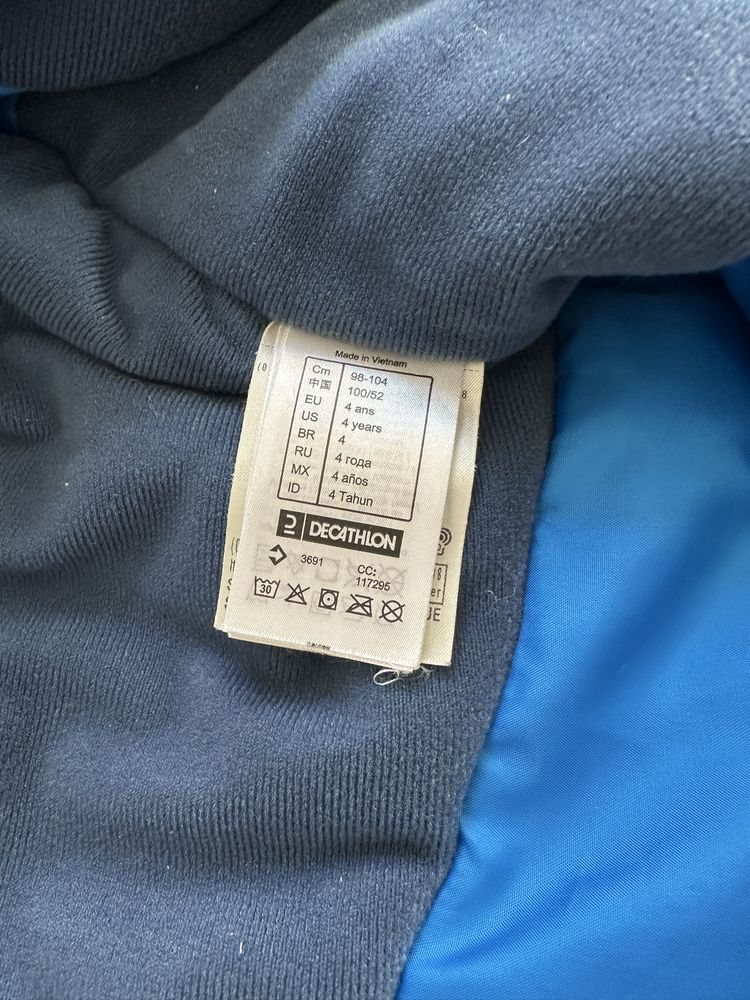 Made in Vietnam
Cm 98-104
中国 100/52
EU 4 ans
US 4 years
BR 4
RU 4 года
MX 4 años
ID 4 Tahun
DECATHLON
3691 CC:
117295
30